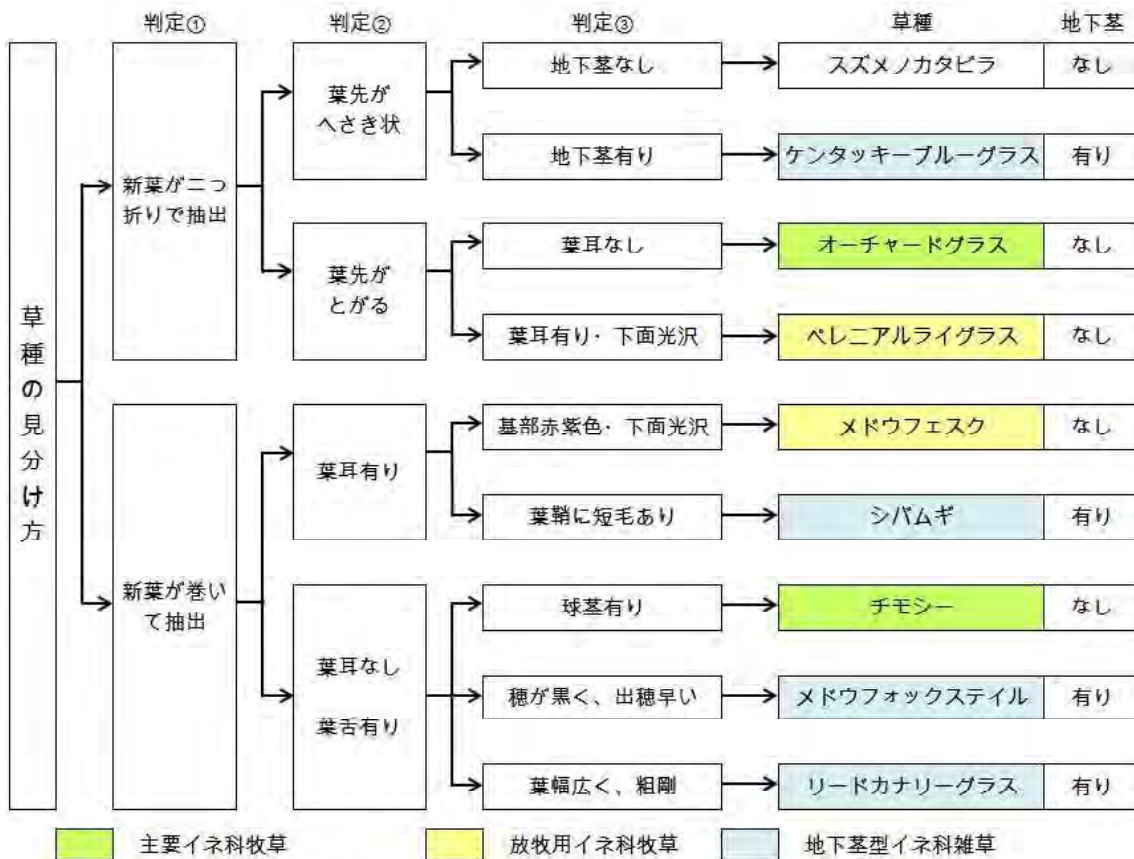 判定①
判定②
判定③
草種
地下茎
草種の見分け方
新葉が二つ
折りで抽出
葉先が
へさき状
地下茎なし
スズメノカタビラ
なし
地下茎有り
ケンタッキーブルーグラス
有り
葉先が
とがる
葉耳なし
オーチャードグラス
なし
葉耳有り・下面光沢
ペレニアルライグラス
なし
新葉が巻い
て抽出
葉耳有り
基部赤紫色・下面光沢
メドウフェスク
なし
葉鞘に短毛あり
シバムギ
有り
葉耳なし
葉舌有り
球茎有り
チモシー
なし
穂が黒く、出穂早い
メドウフォックステイル
有り
葉幅広く、粗剛
リードカナリーグラス
有り
主要イネ科牧草
放牧用イネ科牧草
地下茎型イネ科雑草